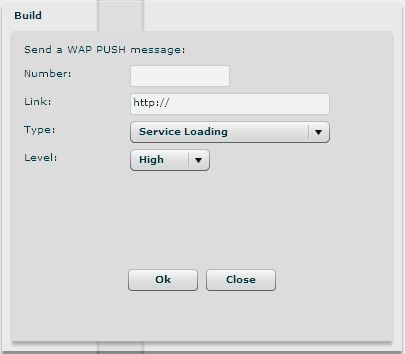 Build
Send a WAP PUSH message:
Number:
Link: http://
Type: Service Loading
Level: High
Ok Close